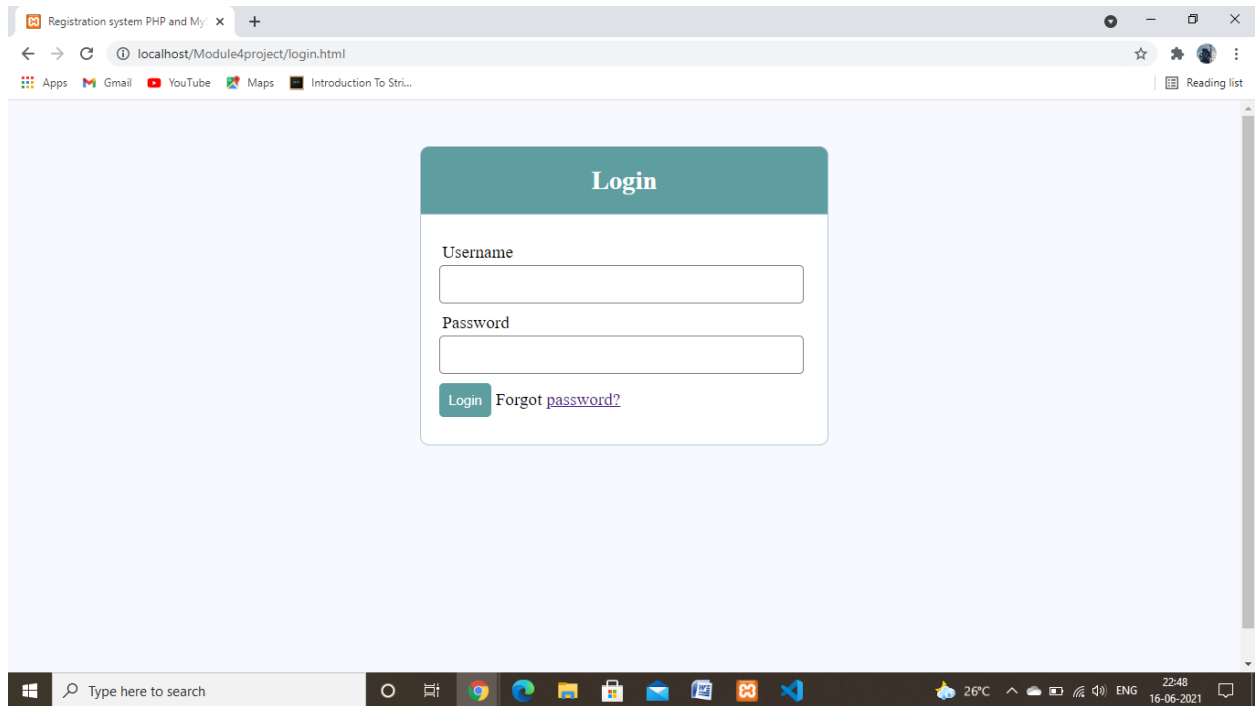 Registration system PHP and My
localhost/Module4project/login.html
Apps Gmail YouTube Maps Introduction To Stri... Reading list
Login
Username
Password
Login Forgot password?
Type here to search 26°C ENG 22:48
16-06-2021